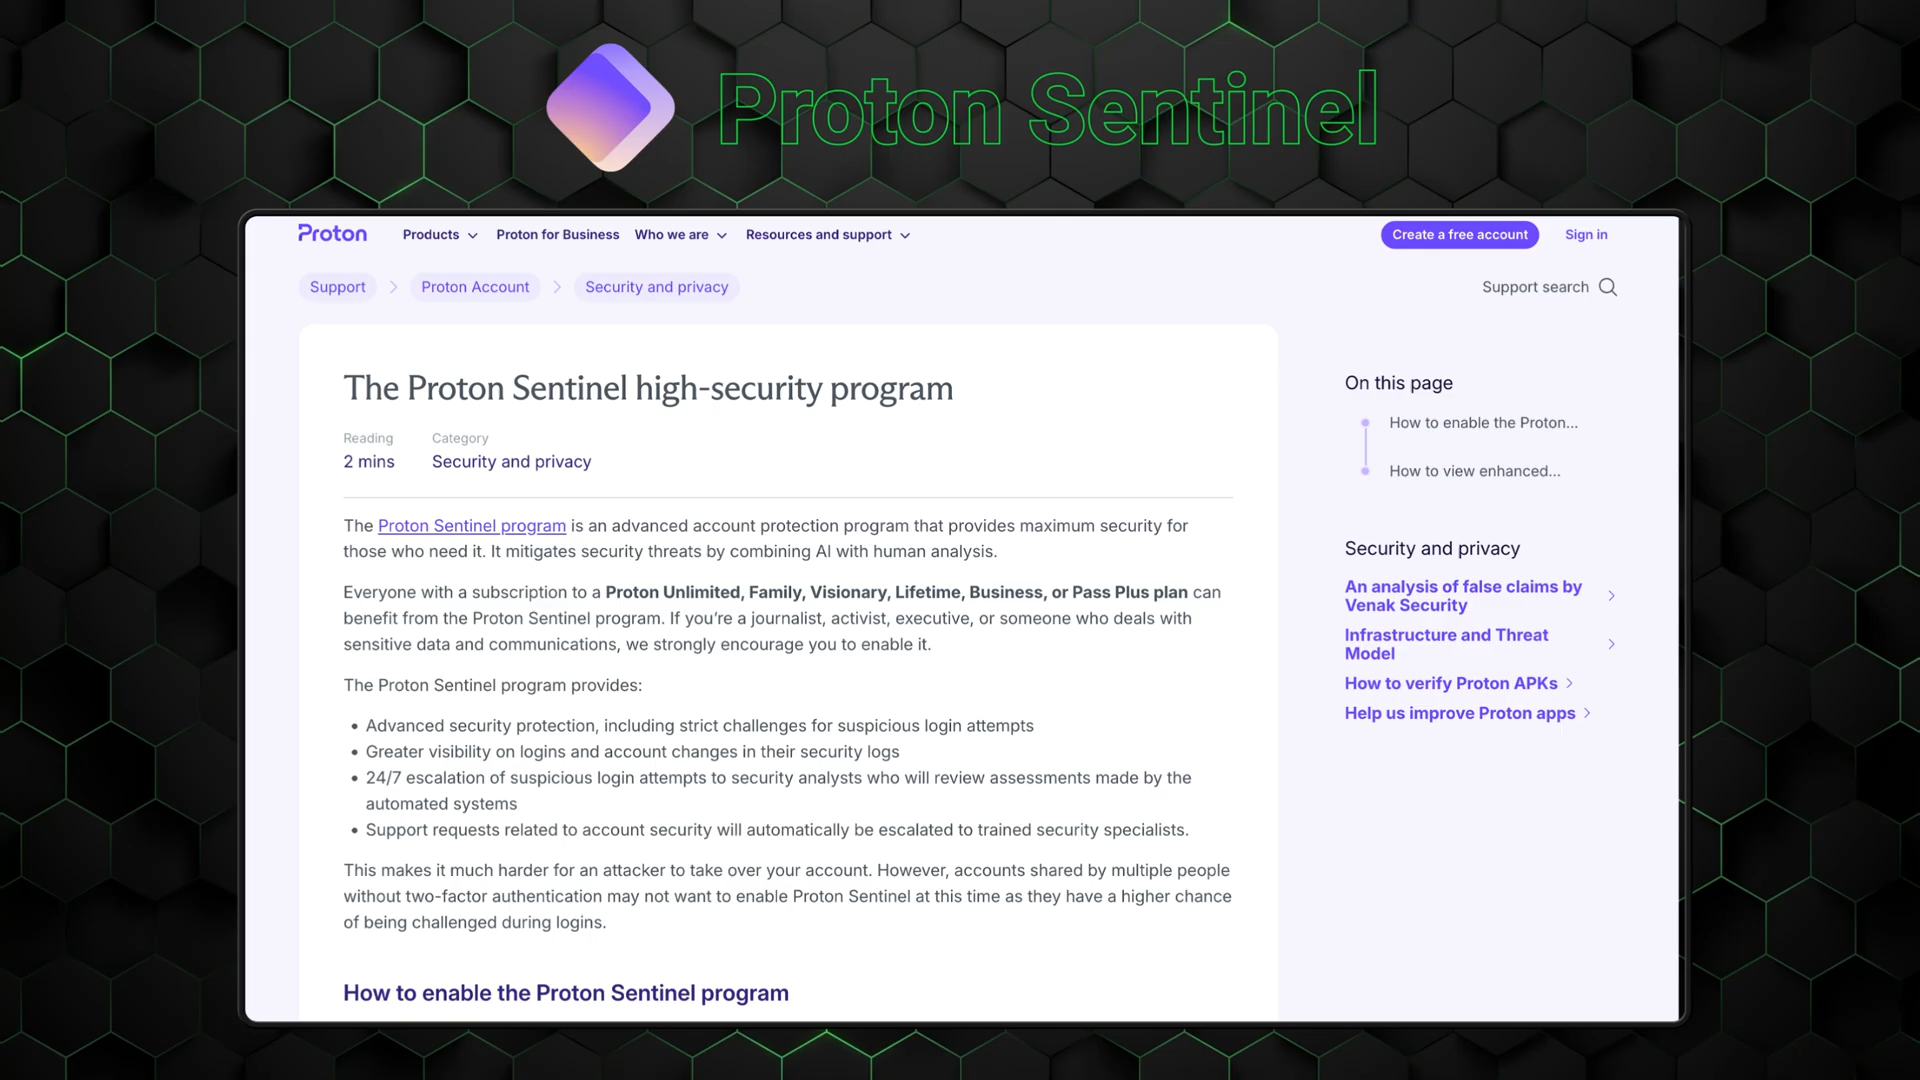 Proton Sentinel
Proton
Products
Proton for Business
Who we are
Resources and support
Create a free account
Sign in
Support
Proton Account
Security and privacy
Support search
The Proton Sentinel high-security program
Reading
Category
2 mins
Security and privacy
The Proton Sentinel program is an advanced account protection program that provides maximum security for
those who need it. It mitigates security threats by combining AI with human analysis.
Everyone with a subscription to a Proton Unlimited, Family, Visionary, Lifetime, Business, or Pass Plus plan can
benefit from the Proton Sentinel program. If you’re a journalist, activist, executive, or someone who deals with
sensitive data and communications, we strongly encourage you to enable it.
The Proton Sentinel program provides:
• Advanced security protection, including strict challenges for suspicious login attempts
• Greater visibility on logins and account changes in their security logs
• 24/7 escalation of suspicious login attempts to security analysts who will review assessments made by the
automated systems
• Support requests related to account security will automatically be escalated to trained security specialists.
This makes it much harder for an attacker to take over your account. However, accounts shared by multiple people
without two-factor authentication may not want to enable Proton Sentinel at this time as they have a higher chance
of being challenged during logins.
How to enable the Proton Sentinel program
On this page
How to enable the Proton...
How to view enhanced...
Security and privacy
An analysis of false claims by
Venak Security
Infrastructure and Threat
Model
How to verify Proton APKs
Help us improve Proton apps